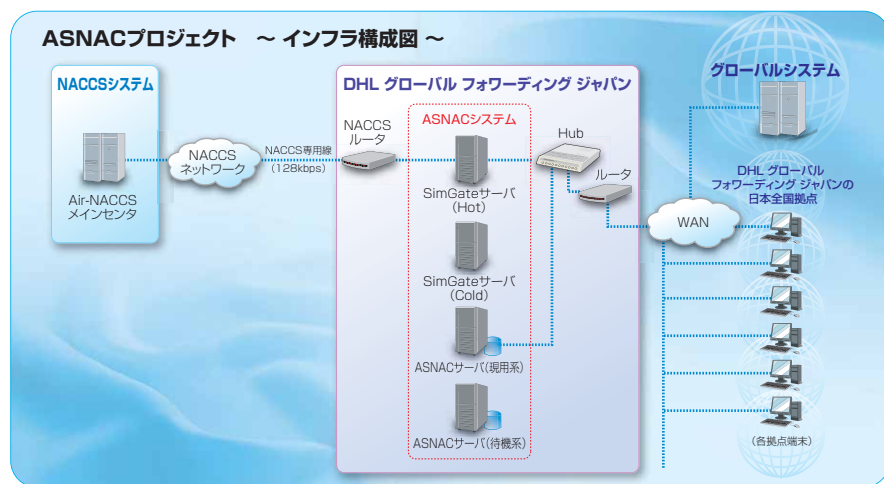 ASNACプロジェクト ~ インフラ構成図 ~
NACCSシステム
Air-NACCS
メインセンタ
NACCS
ネットワーク
NACCS専用線
(128kbps)
DHL グローバル フォワーディング ジャパン
NACCS
ルータ
ASNACシステム
SimGateサーバ
(Hot)
SimGateサーバ
(Cold)
ASNACサーバ(現用系)
ASNACサーバ(待機系)
Hub
ルータ
WAN
グローバルシステム
DHL グローバル
フォワーディング ジャパンの
日本全国拠点
(各拠点端末)